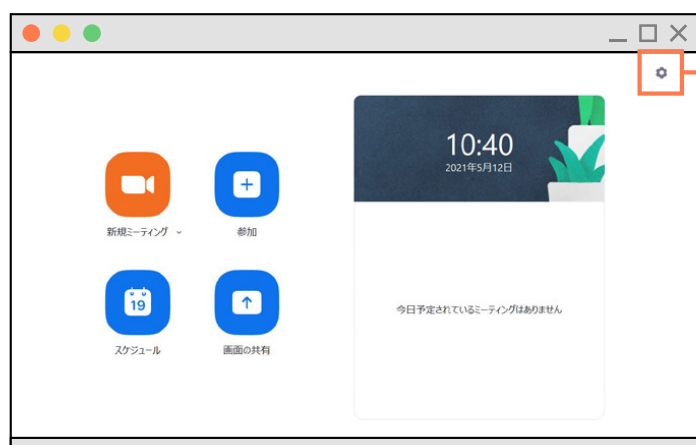 10:40
2021年5月12日
新規ミーティング
参加
19
スケジュール
画面の共有
今日予定されているミーティングはありません